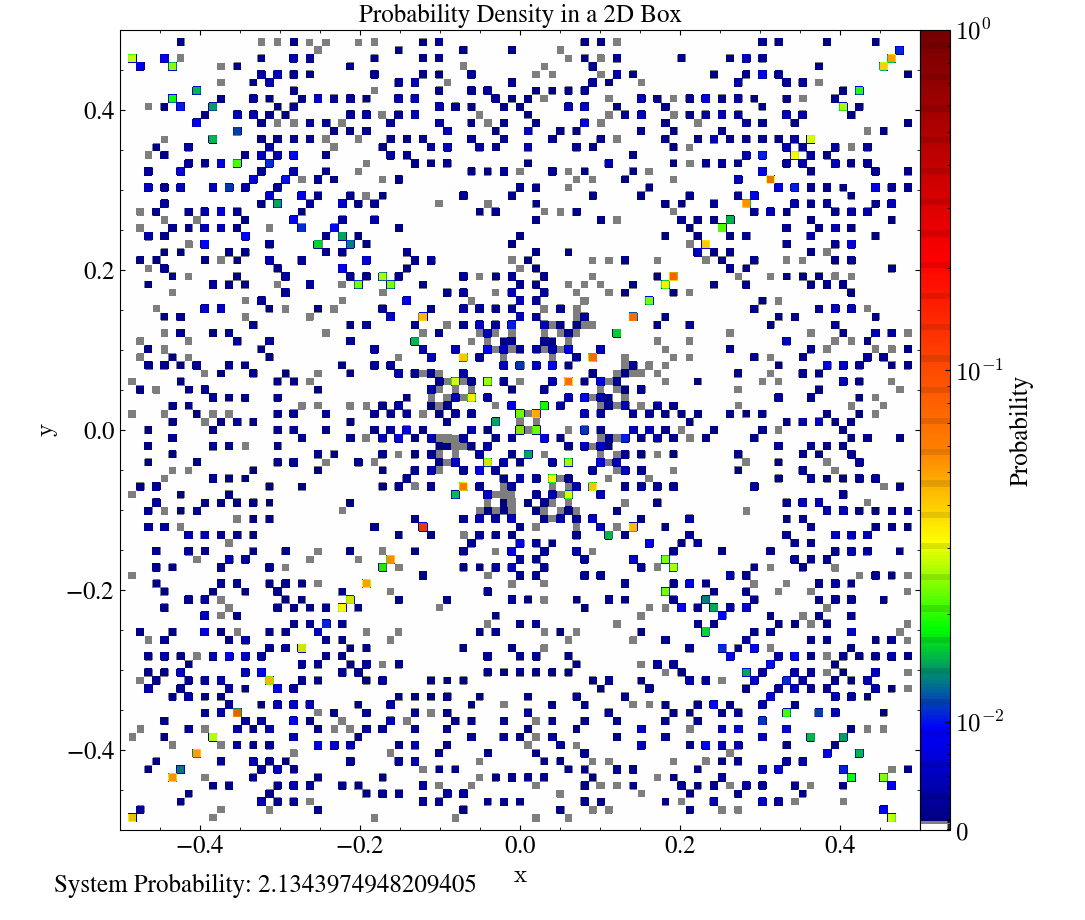 Probability Density in a 2D Box
10^0
10^-1
10^-2
0
Probability
0.4
0.2
0.0
−0.2
−0.4
y
−0.4 −0.2 0.0 0.2 0.4
x
System Probability: 2.1343974948209405